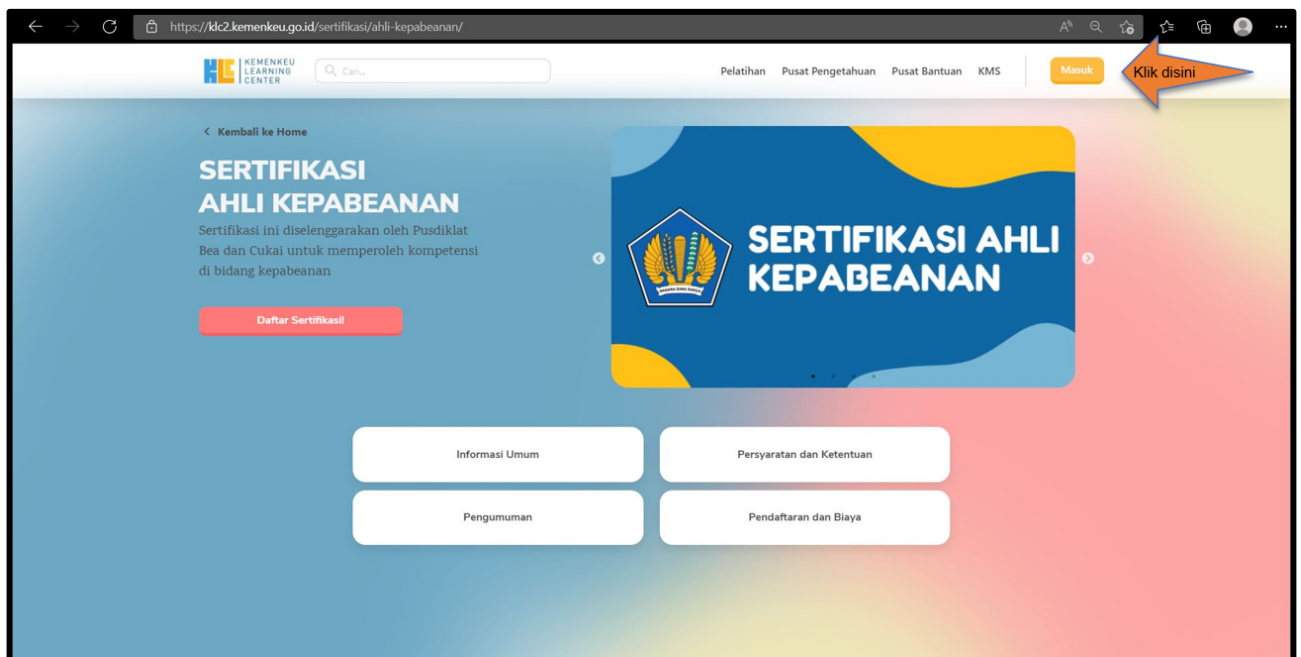 https://klc2.kemenkeu.go.id/sertifikasi/ahli-kepabeanan/
KLC
KEMENKEU
LEARNING
CENTER
Cari...
Pelatihan
Pusat Pengetahuan
Pusat Bantuan
KMS
Masuk
Klik disini
Kembali ke Home
SERTIFIKASI
AHLI KEPABEANAN
Sertifikasi ini diselenggarakan oleh Pusdiklat
Bea dan Cukai untuk memperoleh kompetensi
di bidang kepabeanan
Daftar Sertifikasi!
SERTIFIKASI AHLI
KEPABEANAN
Informasi Umum
Persyaratan dan Ketentuan
Pengumuman
Pendaftaran dan Biaya